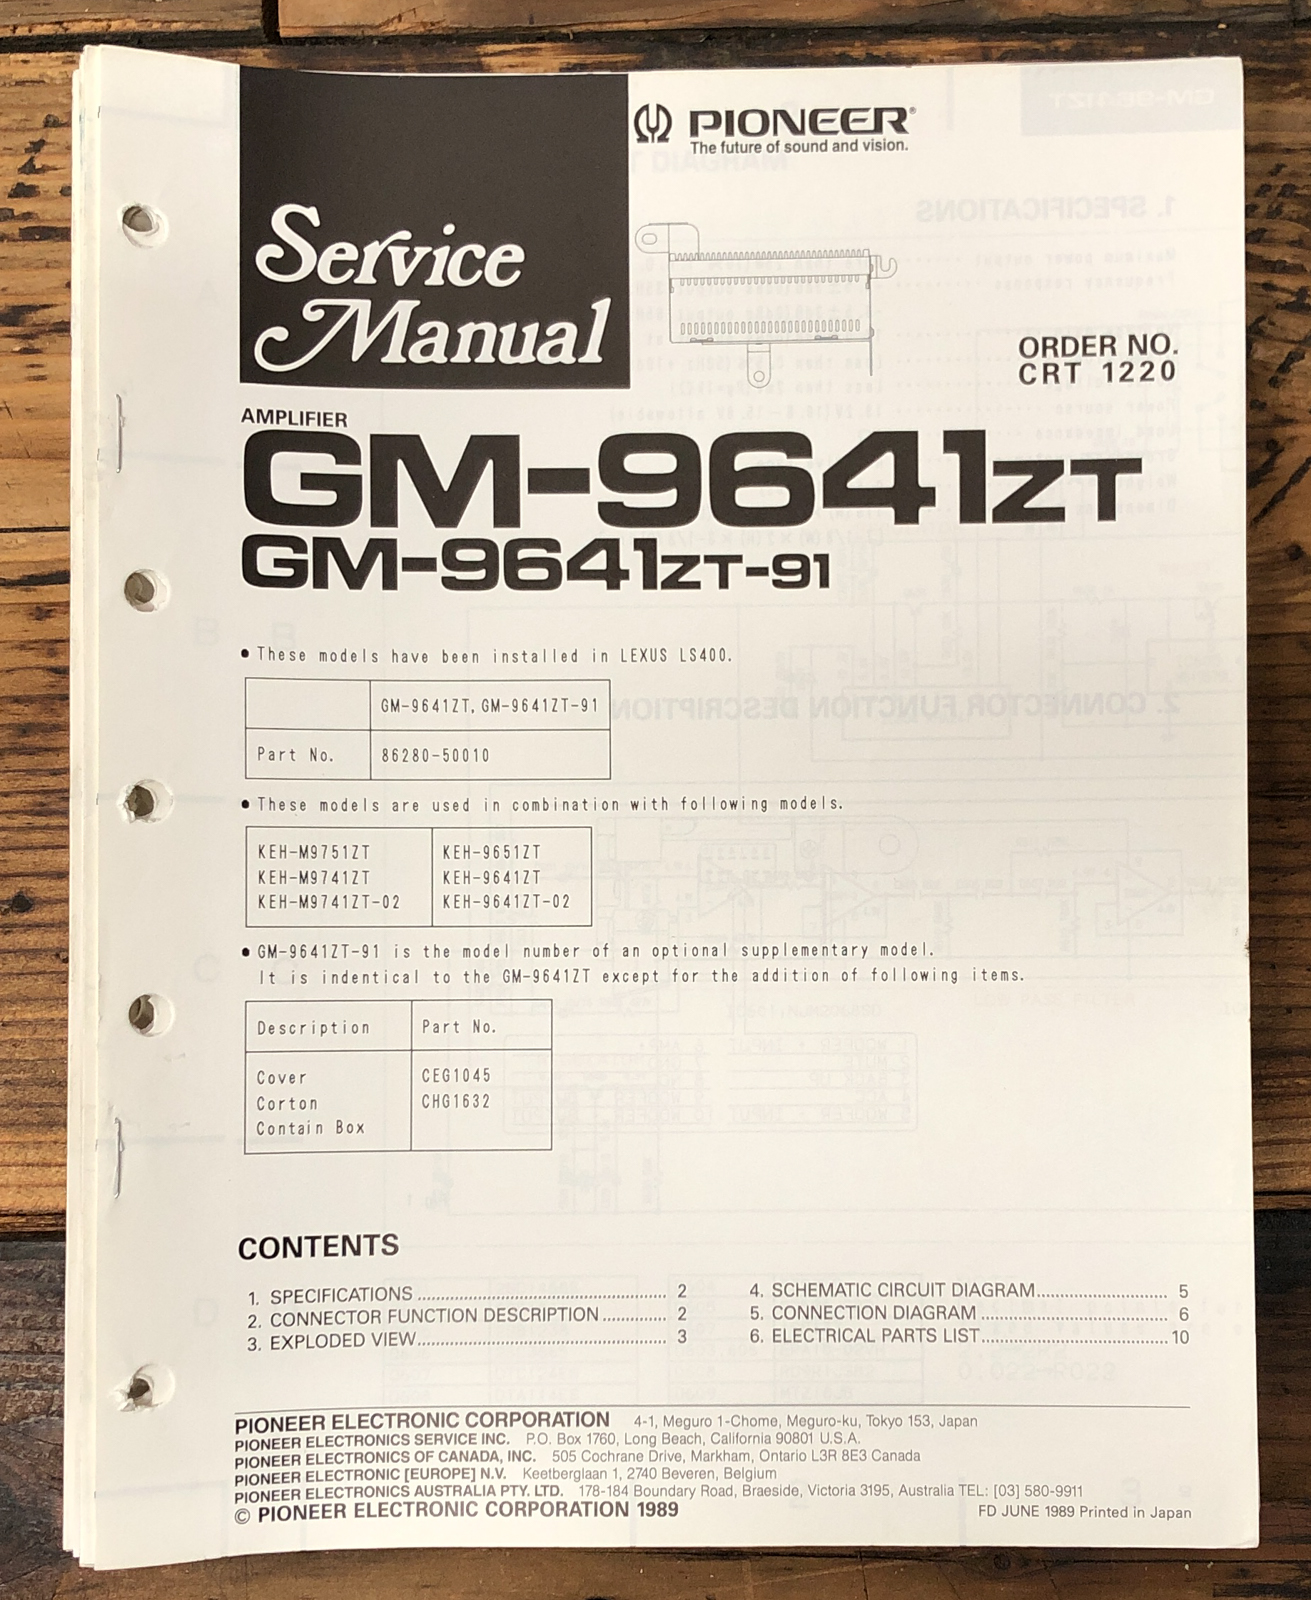 PIONEER®
The future of sound and vision.
Service
Manual
ORDER NO.
CRT 1220
AMPLIFIER
GM-9641ZT
GM-9641ZT-91
● These models have been installed in LEXUS LS400.
GM-9641ZT, GM-9641ZT-91
Part No. 86280-50010
● These models are used in combination with following models.
KEH-M9751ZT KEH-9651ZT
KEH-M9741ZT KEH-9641ZT
KEH-M9741ZT-02 KEH-9641ZT-02
● GM-9641ZT-91 is the model number of an optional supplementary model.
It is indentical to the GM-9641ZT except for the addition of following items.
Description Part No.
Cover CEG1045
Corton CHG1632
Contain Box
CONTENTS
1. SPECIFICATIONS ........ 2
2. CONNECTOR FUNCTION DESCRIPTION ........ 2
3. EXPLODED VIEW ........ 3
4. SCHEMATIC CIRCUIT DIAGRAM ........ 5
5. CONNECTION DIAGRAM ........ 6
6. ELECTRICAL PARTS LIST ........ 10
PIONEER ELECTRONIC CORPORATION 4-1, Meguro 1-Chome, Meguro-ku, Tokyo 153, Japan
PIONEER ELECTRONICS SERVICE INC. P.O. Box 1760, Long Beach, California 90801 U.S.A.
PIONEER ELECTRONICS OF CANADA, INC. 505 Cochrane Drive, Markham, Ontario L3R 8E3 Canada
PIONEER ELECTRONIC [EUROPE] N.V. Keetberglaan 1, 2740 Beveren, Belgium
PIONEER ELECTRONICS AUSTRALIA PTY. LTD. 178-184 Boundary Road, Braeside, Victoria 3195, Australia TEL: [03] 580-9911
© PIONEER ELECTRONIC CORPORATION 1989
FD JUNE 1989 Printed in Japan